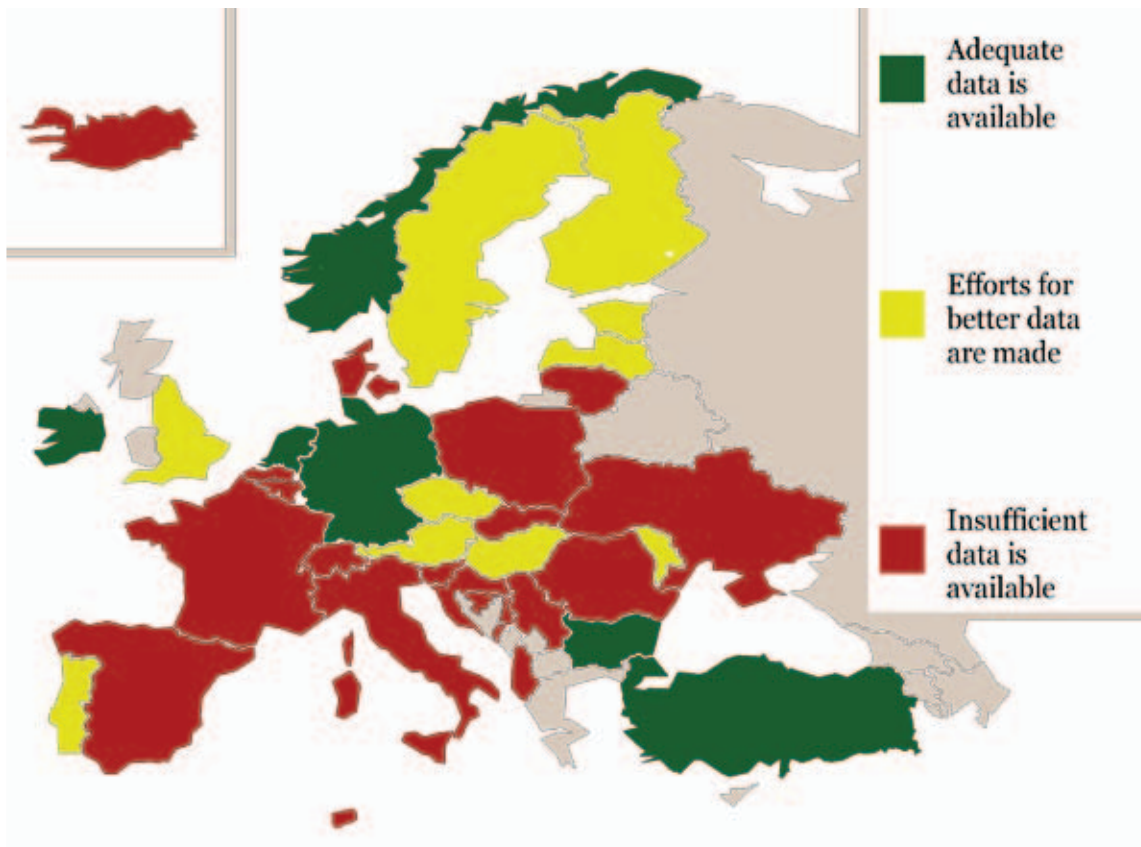 Adequate
data is
available
Efforts for
better data
are made
Insufficient
data is
available